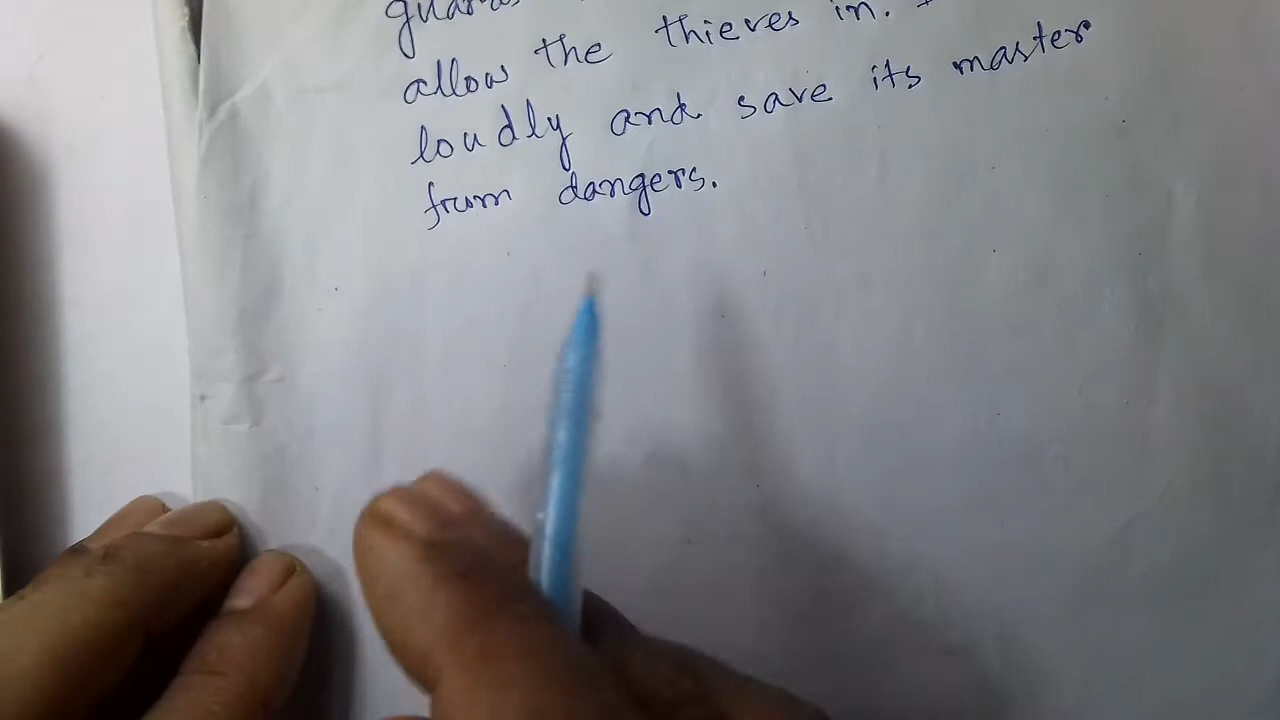 allow the thieves in.
loudly and save its master
from dangers.